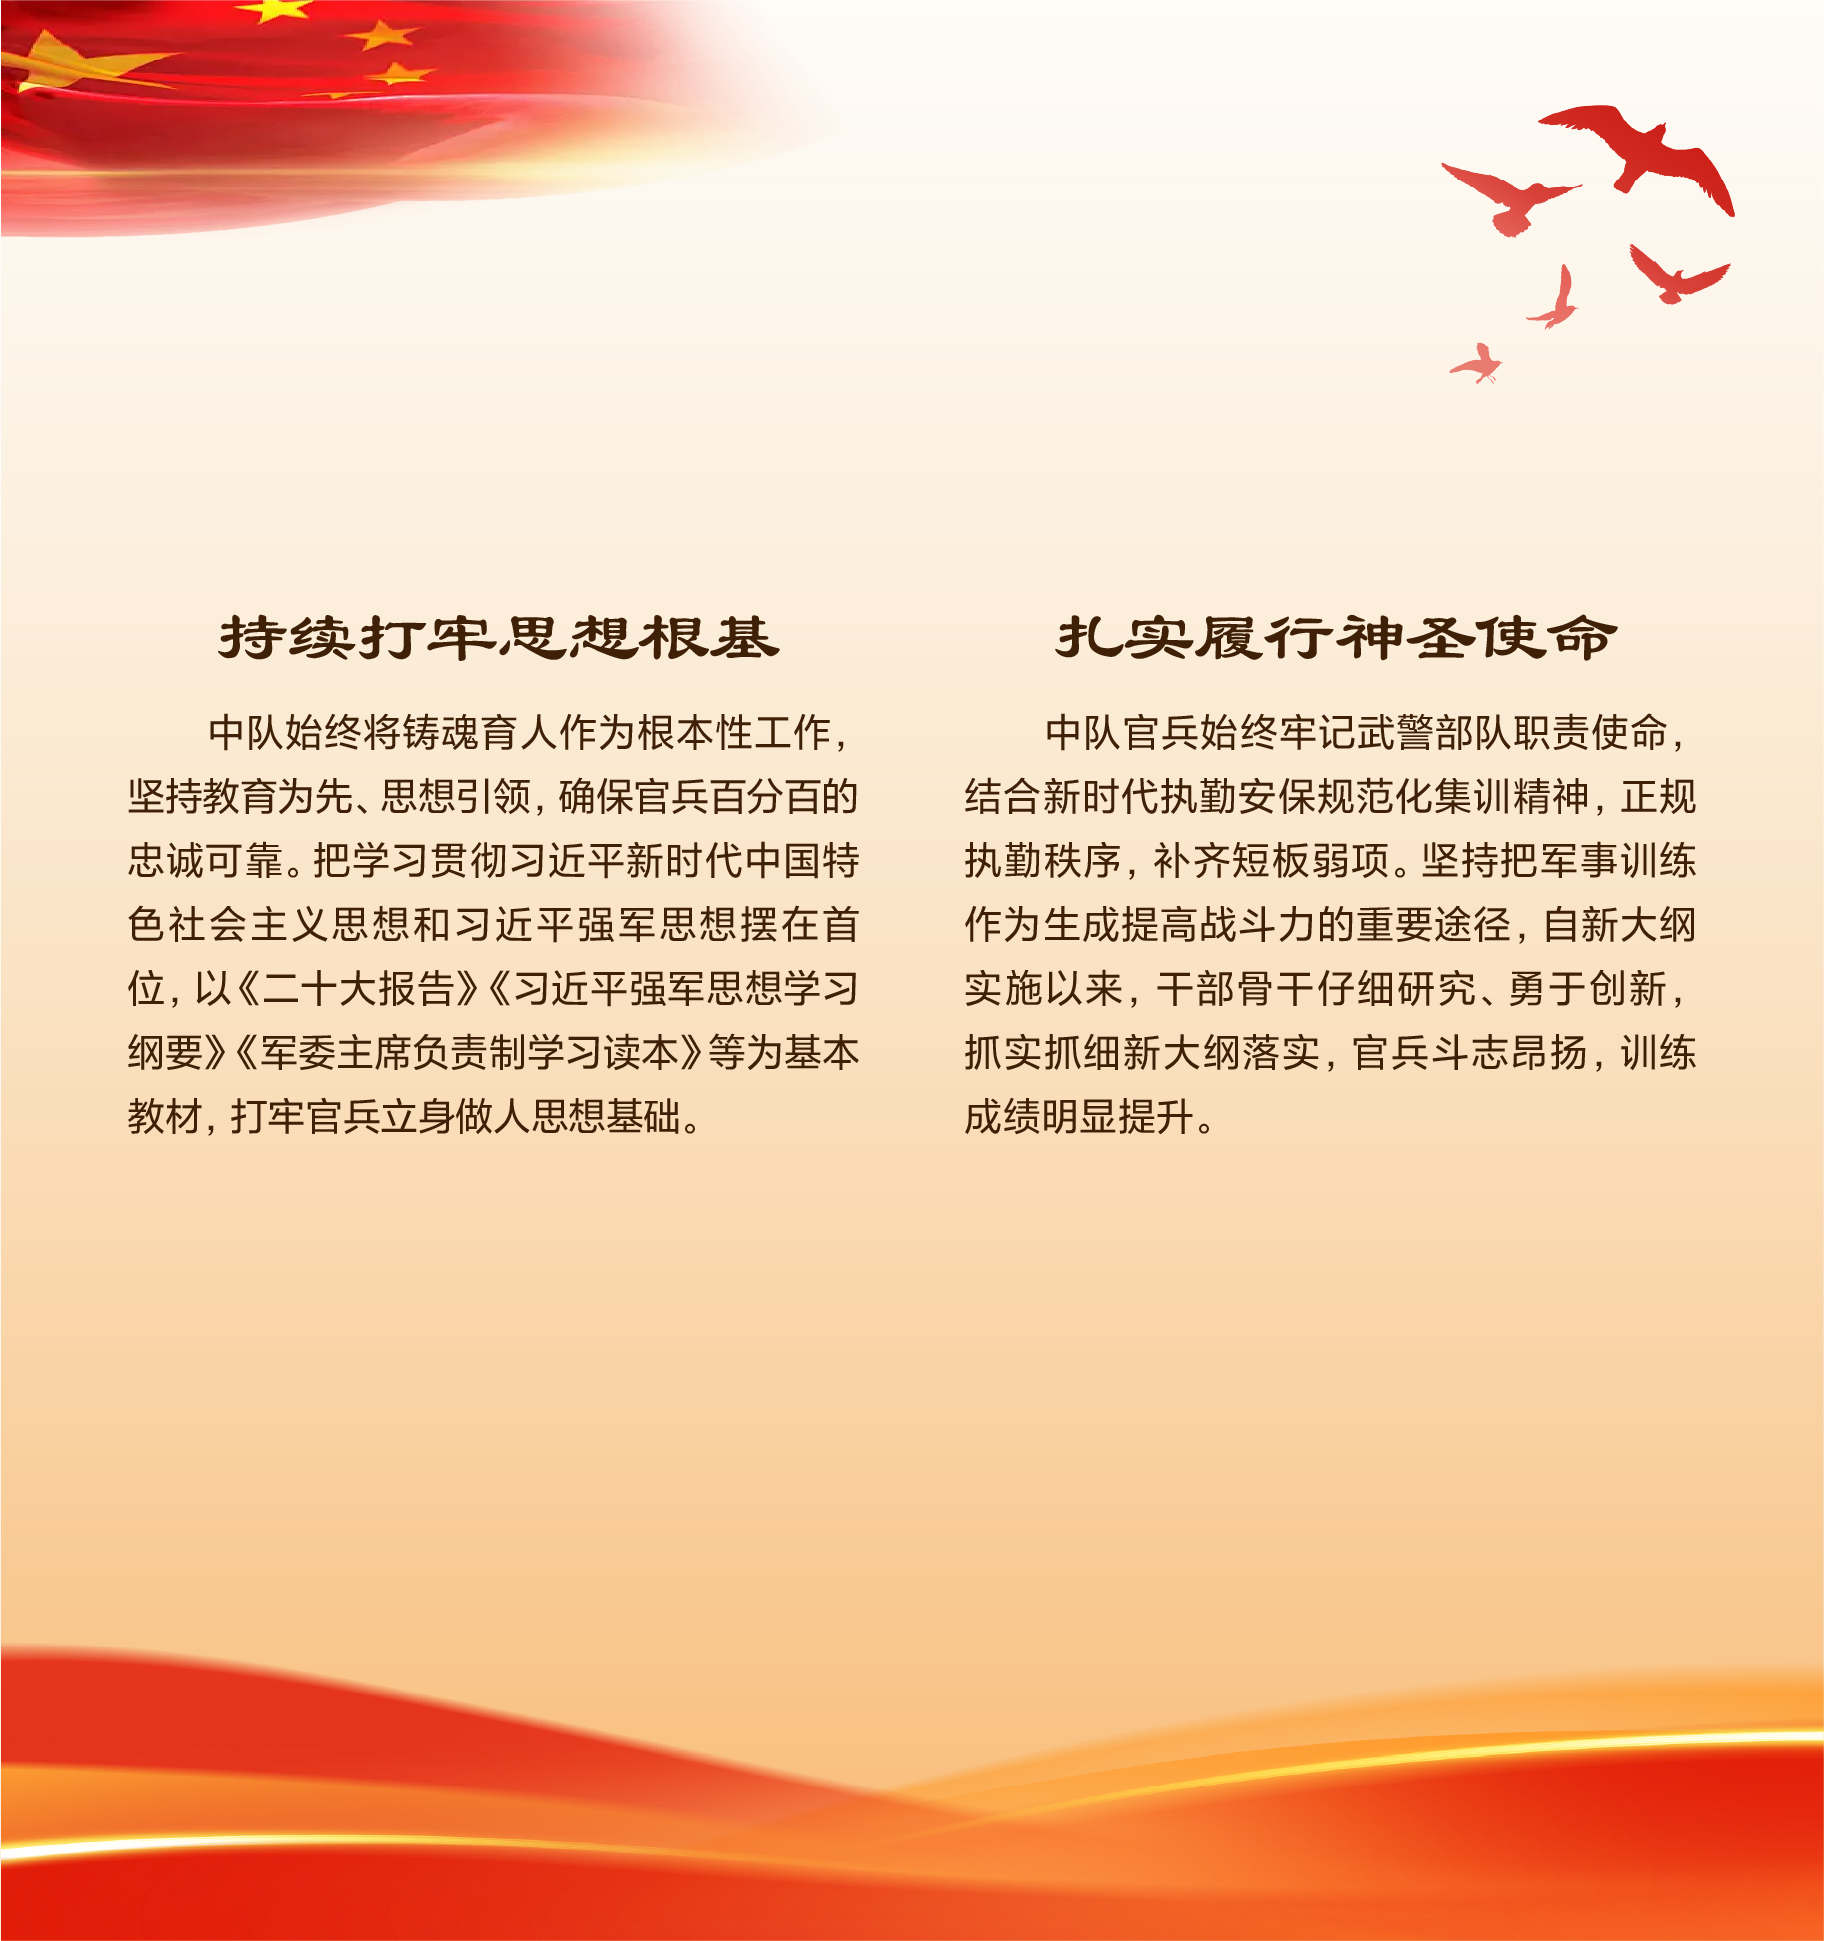 持续打牢思想根基
中队始终将铸魂育人作为根本性工作，
坚持教育为先、思想引领，确保官兵百分百的
忠诚可靠。把学习贯彻习近平新时代中国特
色社会主义思想和习近平强军思想摆在首
位，以《二十大报告》《习近平强军思想学习
纲要》《军委主席负责制学习读本》等为基本
教材，打牢官兵立身做人思想基础。
扎实履行神圣使命
中队官兵始终牢记武警部队职责使命，
结合新时代执勤安保规范化集训精神，正规
执勤秩序，补齐短板弱项。坚持把军事训练
作为生成提高战斗力的重要途径，自新大纲
实施以来，干部骨干仔细研究、勇于创新，
抓实抓细新大纲落实，官兵斗志昂扬，训练
成绩明显提升。